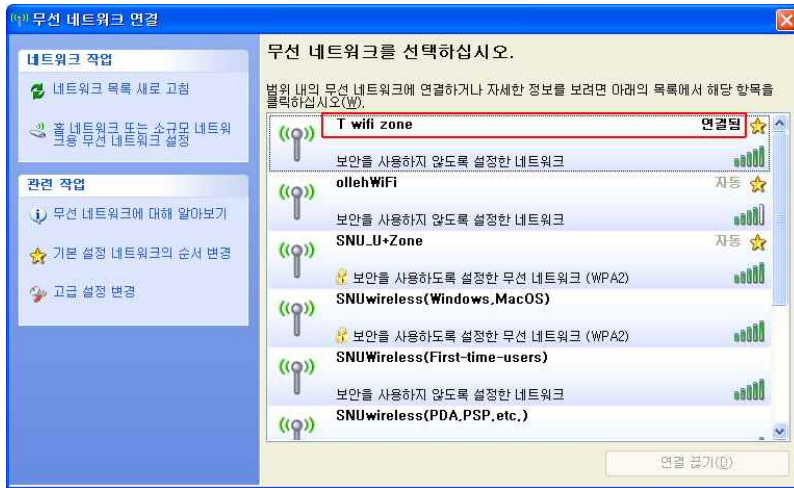 무선 네트워크 연결
네트워크 작업
네트워크 목록 새로 고침
홈 네트워크 또는 소규모 네트워
크용 무선 네트워크 설정
관련 작업
무선 네트워크에 대해 알아보기
기본 설정 네트워크의 순서 변경
고급 설정 변경
무선 네트워크를 선택하십시오.
범위 내의 무선 네트워크에 연결하거나 자세한 정보를 보려면 아래의 목록에서 해당 항목을
클릭하십시오(W).
T wifi zone 연결됨
보안을 사용하지 않도록 설정한 네트워크
olleh₩iFi 자동
보안을 사용하지 않도록 설정한 네트워크
SNU_U+Zone 자동
보안을 사용하도록 설정한 무선 네트워크 (WPA2)
SNUwireless(Windows,MacOS)
보안을 사용하도록 설정한 무선 네트워크 (WPA2)
SNUWireless(First-time-users)
보안을 사용하지 않도록 설정한 네트워크
SNUwireless(PDA,PSP,etc.)
연결 끊기(D)